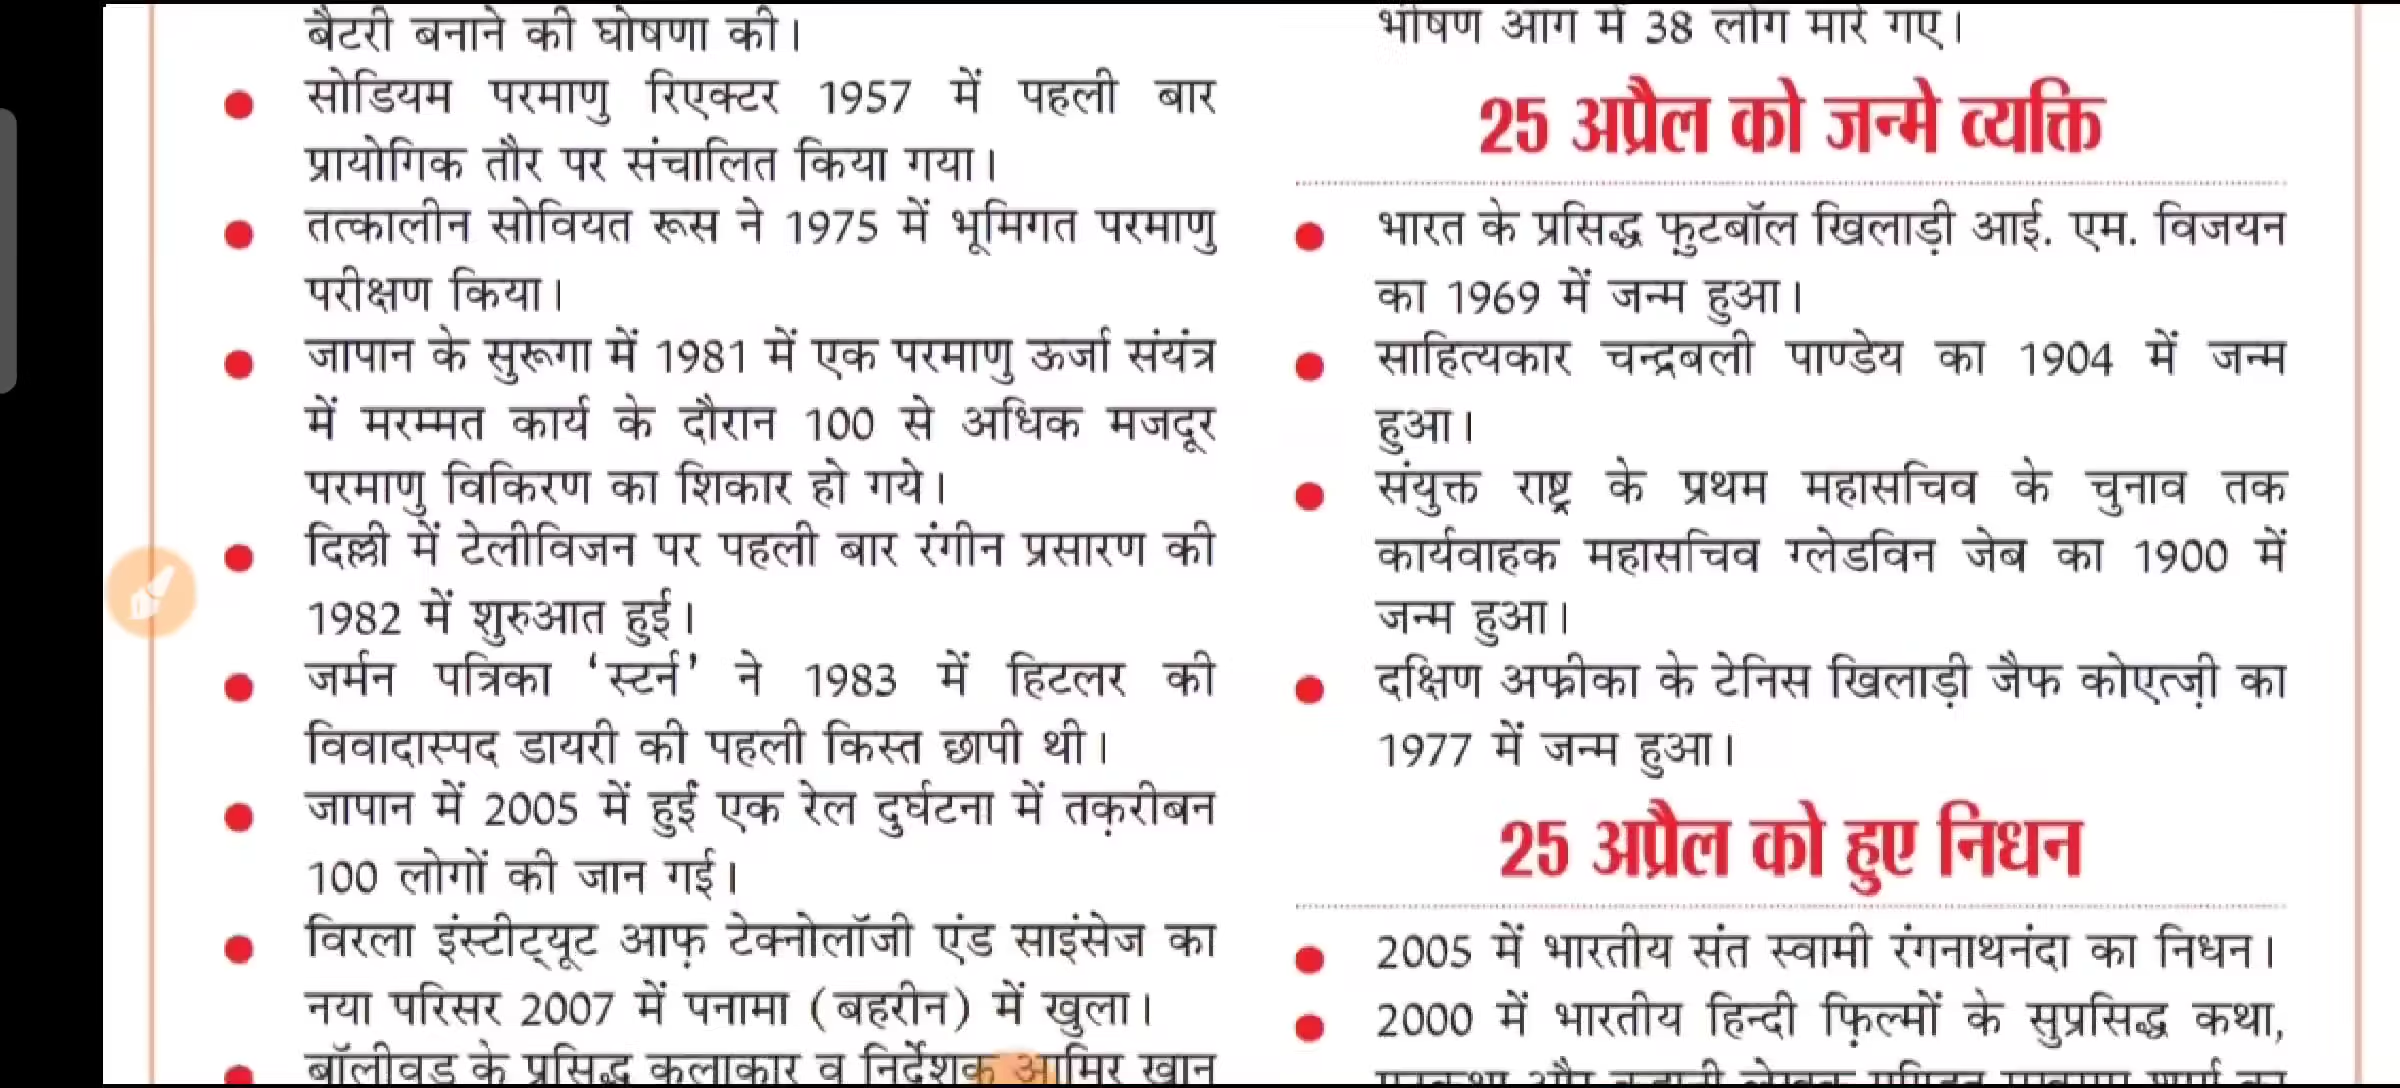 बैटरी बनाने की घोषणा की।
सोडियम परमाणु रिएक्टर 1957 में पहली बार
प्रायोगिक तौर पर संचालित किया गया।
तत्कालीन सोवियत रूस ने 1975 में भूमिगत परमाणु
परीक्षण किया।
जापान के सुरूगा में 1981 में एक परमाणु ऊर्जा संयंत्र
में मरम्मत कार्य के दौरान 100 से अधिक मजदूर
परमाणु विकिरण का शिकार हो गये।
दिल्ली में टेलीविजन पर पहली बार रंगीन प्रसारण की
1982 में शुरुआत हुई।
जर्मन पत्रिका ‘स्टर्न’ ने 1983 में हिटलर की
विवादास्पद डायरी की पहली किस्त छापी थी।
जापान में 2005 में हुई एक रेल दुर्घटना में तक़रीबन
100 लोगों की जान गई।
विरला इंस्टीट्यूट आफ़ टेक्नोलॉजी एंड साइंसेज का
नया परिसर 2007 में पनामा (बहरीन) में खुला।
बॉलीवुड के प्रसिद्ध कलाकार व निर्देशक आमिर खान
भीषण आग में 38 लोग मारे गए।
25 अप्रैल को जन्मे व्यक्ति
भारत के प्रसिद्ध फ़ुटबॉल खिलाड़ी आई. एम. विजयन
का 1969 में जन्म हुआ।
साहित्यकार चन्द्रबली पाण्डेय का 1904 में जन्म
हुआ।
संयुक्त राष्ट्र के प्रथम महासचिव के चुनाव तक
कार्यवाहक महासचिव ग्लेडविन जेब का 1900 में
जन्म हुआ।
दक्षिण अफ्रीका के टेनिस खिलाड़ी जैफ कोएत्ज़ी का
1977 में जन्म हुआ।
25 अप्रैल को हुए निधन
2005 में भारतीय संत स्वामी रंगनाथनंदा का निधन।
2000 में भारतीय हिन्दी फ़िल्मों के सुप्रसिद्ध कथा,